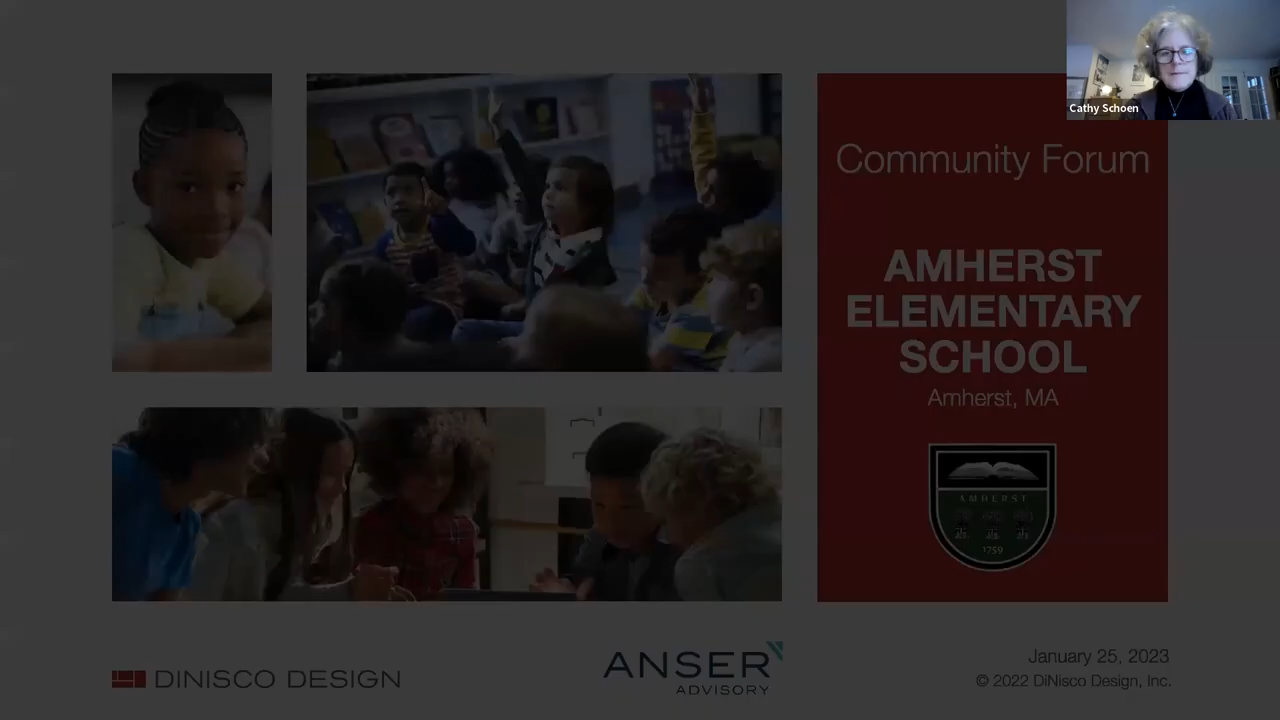 Cathy Schoen
Community Forum
AMHERST
ELEMENTARY
SCHOOL
Amherst, MA
AMHERST
1759
DINISCO DESIGN
ANSER
ADVISORY
January 25, 2023
© 2022 DiNisco Design, Inc.